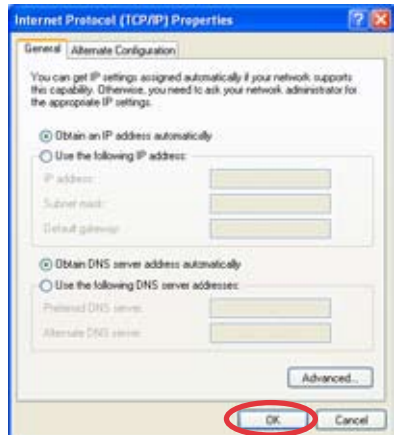 Internet Protocol (TCP/IP) Properties
General
Alternate Configuration
You can get IP settings assigned automatically if your network supports
this capability. Otherwise, you need to ask your network administrator for
the appropriate IP settings.
Obtain an IP address automatically
Use the following IP address:
IP address:
Subnet mask:
Default gateway:
Obtain DNS server address automatically
Use the following DNS server addresses:
Preferred DNS server:
Alternate DNS server:
Advanced...
OK
Cancel